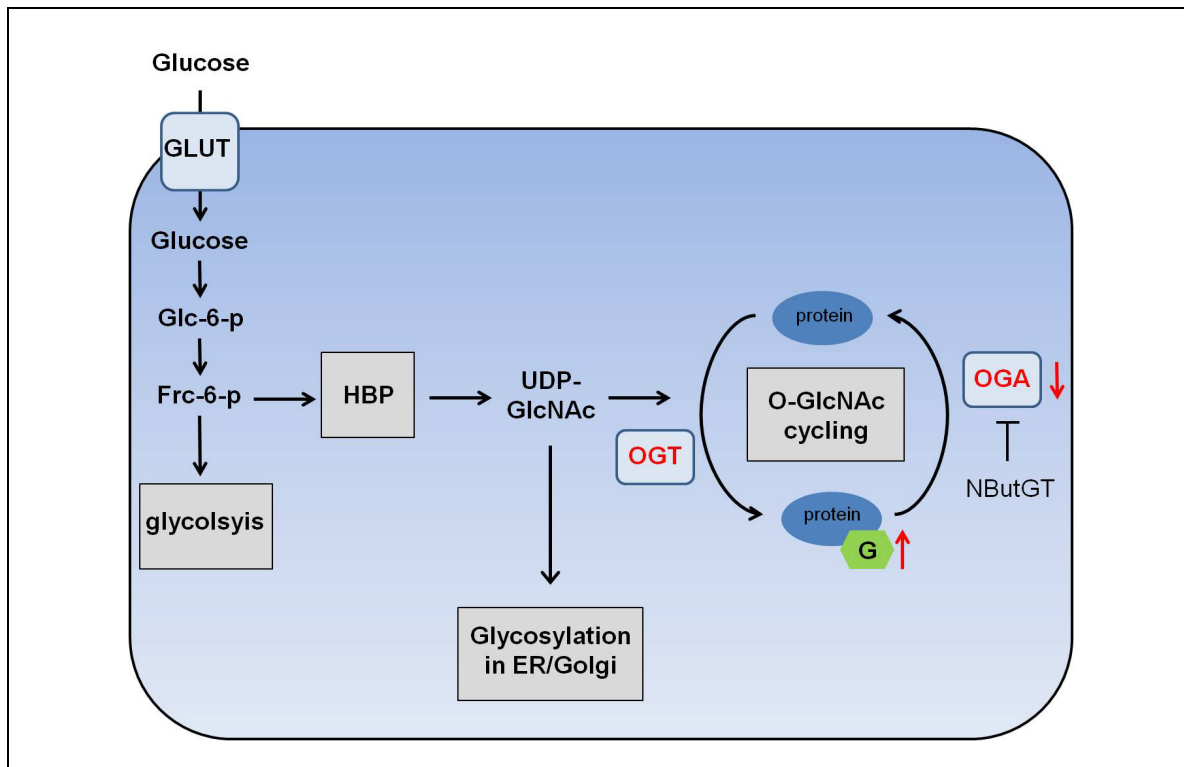 Glucose
GLUT
Glucose
Glc-6-p
Frc-6-p
glycolsyis
HBP
UDP-
GlcNAc
Glycosylation
in ER/Golgi
OGT
protein
O-GlcNAc
cycling
protein
G
OGA
NButGT